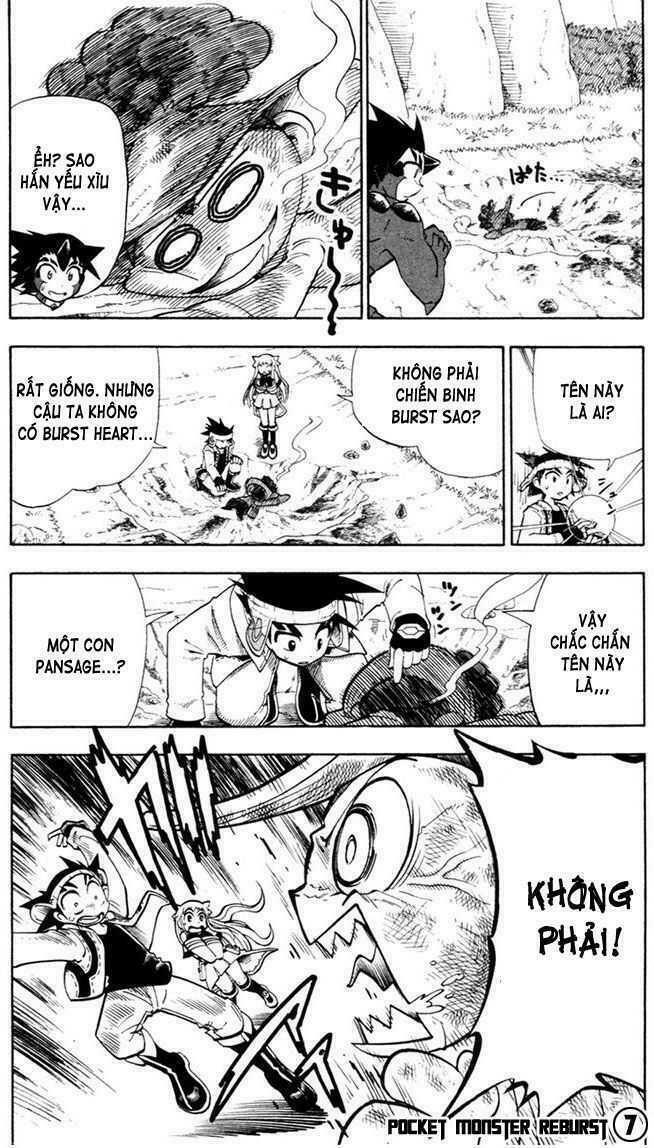 ぱた...
ẺH? SAO
HẮN YẾU XÌU
VẬY...
きしゅ〜
TÊN NÀY
LÀ AI?
KHÔNG PHẢI
CHIẾN BINH
BURST SAO?
RẤT GIỐNG. NHƯNG
CẬU TA KHÔNG
CÓ BURST HEART...
VẬY
CHẮC CHẮN
TÊN NÀY
LÀ,,,
MỘT CON
PANSAGE...?
KHÔNG
PHẢI!
POCKET MONSTER REBURST 7